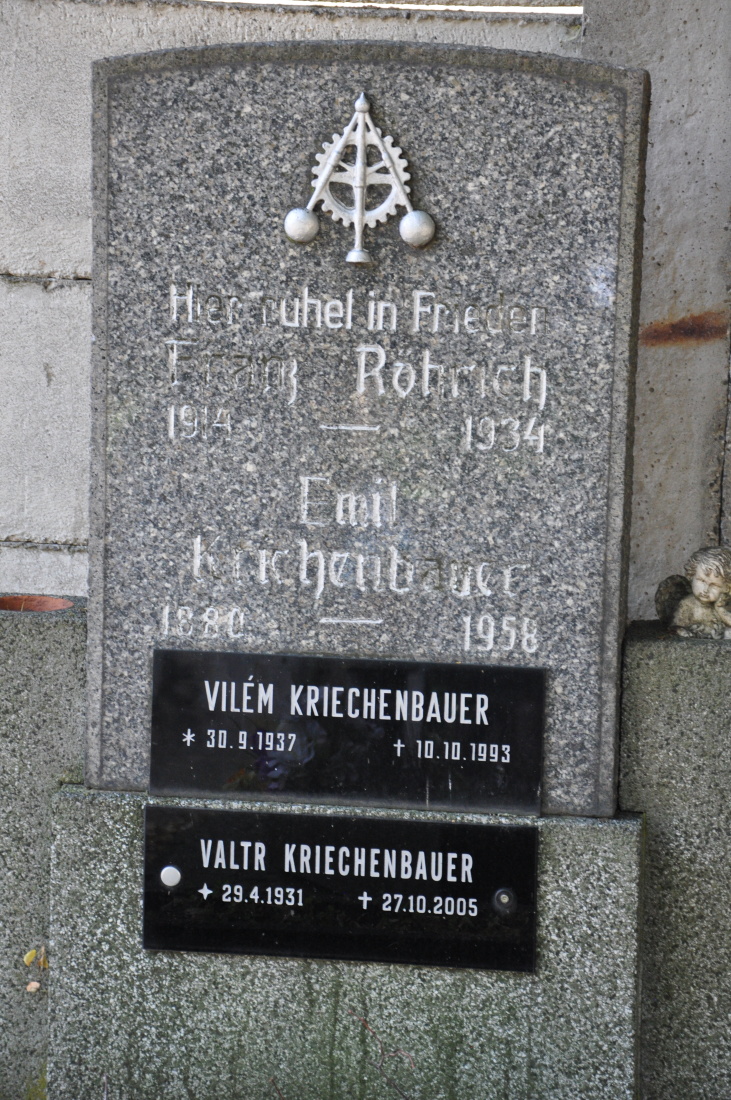 Hier ruhet in Frieden
Franz Röhrich
1914 — 1934
Emil
Kriechenbauer
1880 — 1958
VILÉM KRIECHENBAUER
* 30.9.1937 † 10.10.1993
VALTR KRIECHENBAUER
✦ 29.4.1931 † 27.10.2005